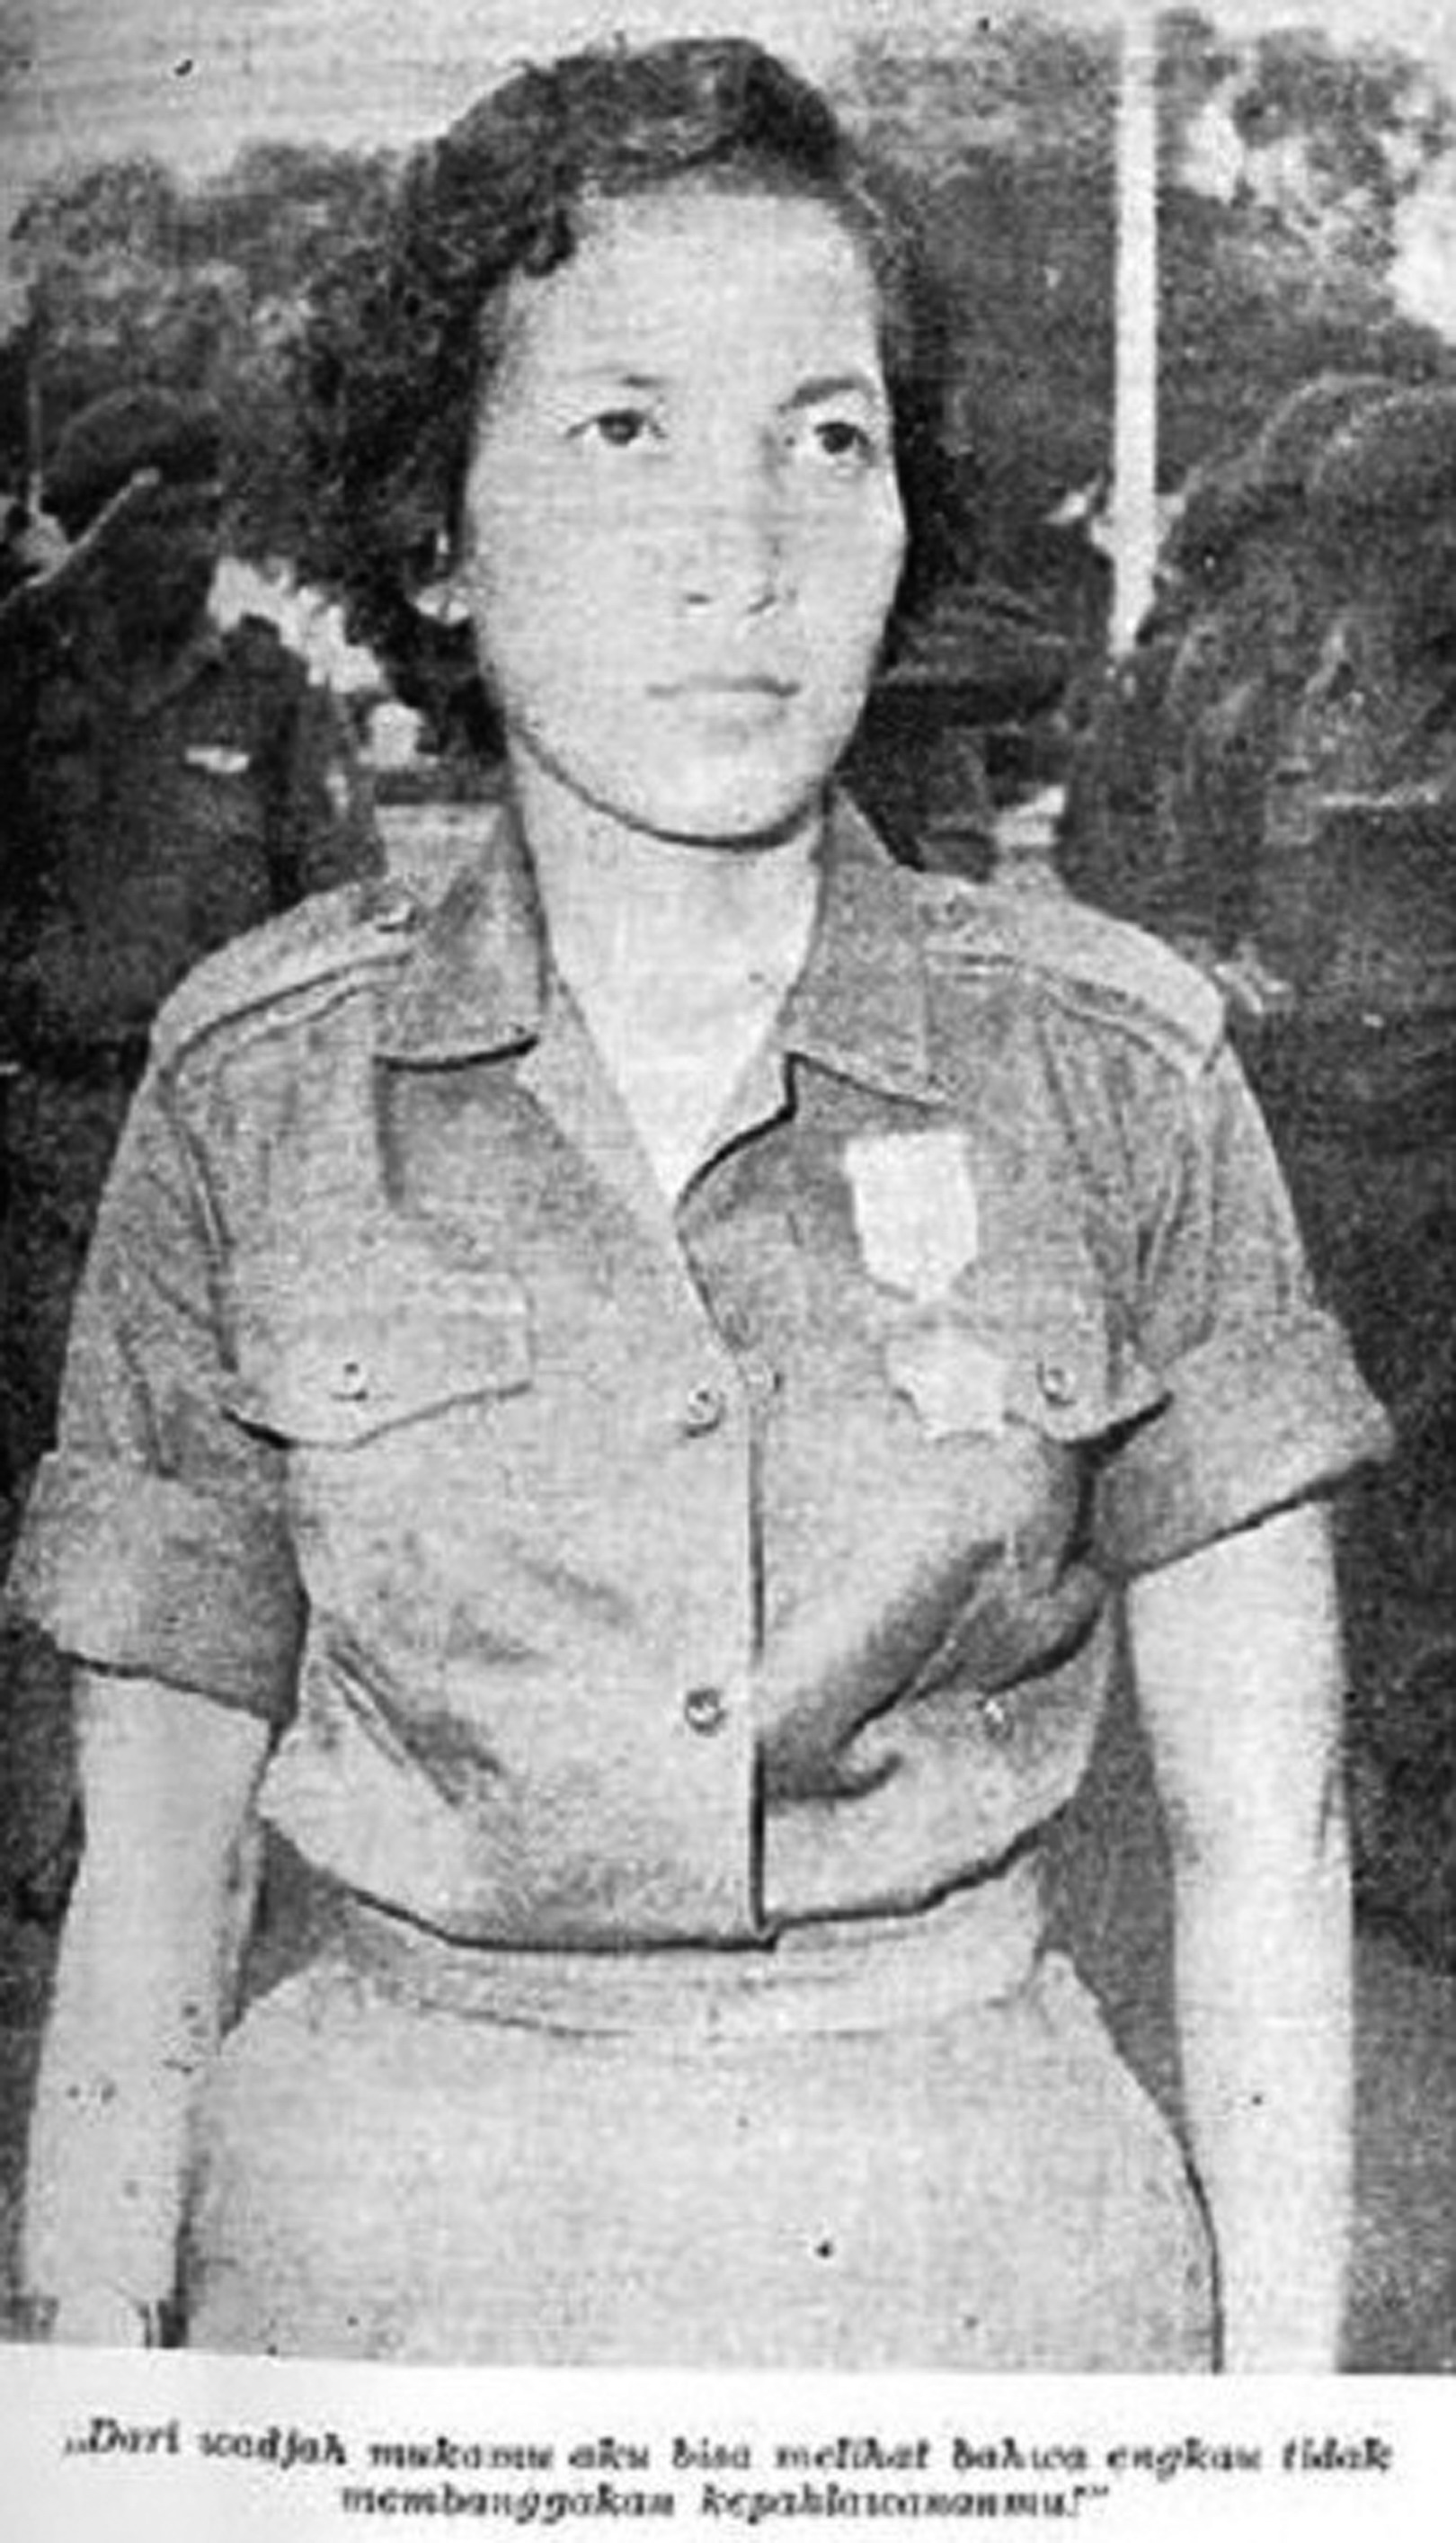 „Dari wadjah mukamu aku bisa melihat bahwa engkau tidak
membanggakan kepahlawananmu!”